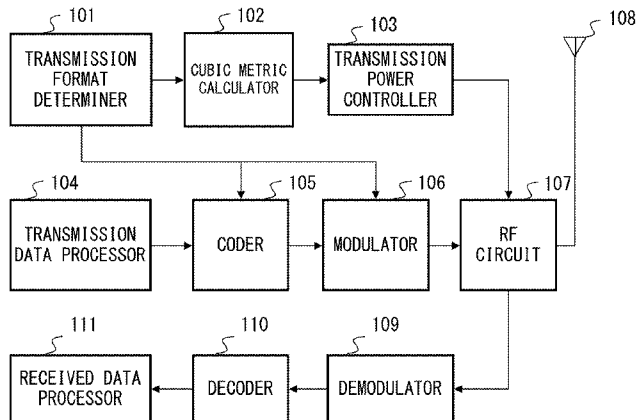 101
102
103
108
TRANSMISSION
FORMAT
DETERMINER
CUBIC METRIC
CALCULATOR
TRANSMISSION
POWER
CONTROLLER
104
105
106
107
TRANSMISSION
DATA PROCESSOR
CODER
MODULATOR
RF
CIRCUIT
111
110
109
RECEIVED DATA
PROCESSOR
DECODER
DEMODULATOR